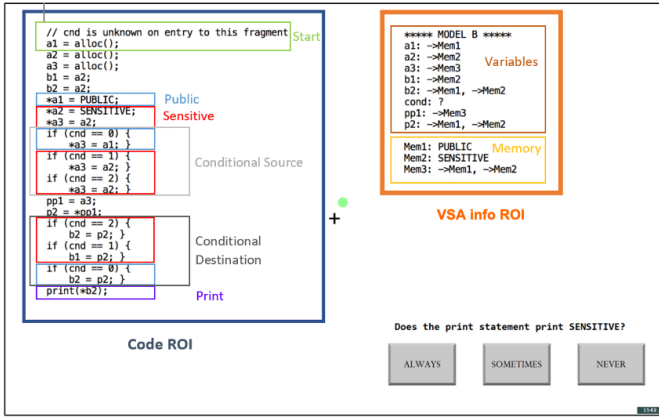 // cnd is unknown on entry to this fragment
Start
a1 = alloc();
a2 = alloc();
a3 = alloc();
b1 = a2;
b2 = a2;
*a1 = PUBLIC;
Public
*a2 = SENSITIVE;
Sensitive
*a3 = a2;
if (cnd == 0) {
*a3 = a1; }
if (cnd == 1) {
*a3 = a2; }
Conditional Source
if (cnd == 2) {
*a3 = a2; }
pp1 = a3;
p2 = *pp1;
if (cnd == 2) {
b2 = p2; }
if (cnd == 1) {
b1 = p2; }
Conditional
Destination
if (cnd == 0) {
b2 = p2; }
print(*b2);
Print
Code ROI
+
***** MODEL B *****
a1: ->Mem1
a2: ->Mem2
a3: ->Mem3
b1: ->Mem2
b2: ->Mem1, ->Mem2
cond: ?
pp1: ->Mem3
p2: ->Mem1, ->Mem2
Variables
Mem1: PUBLIC
Mem2: SENSITIVE
Mem3: ->Mem1, ->Mem2
Memory
VSA info ROI
Does the print statement print SENSITIVE?
ALWAYS
SOMETIMES
NEVER
1542